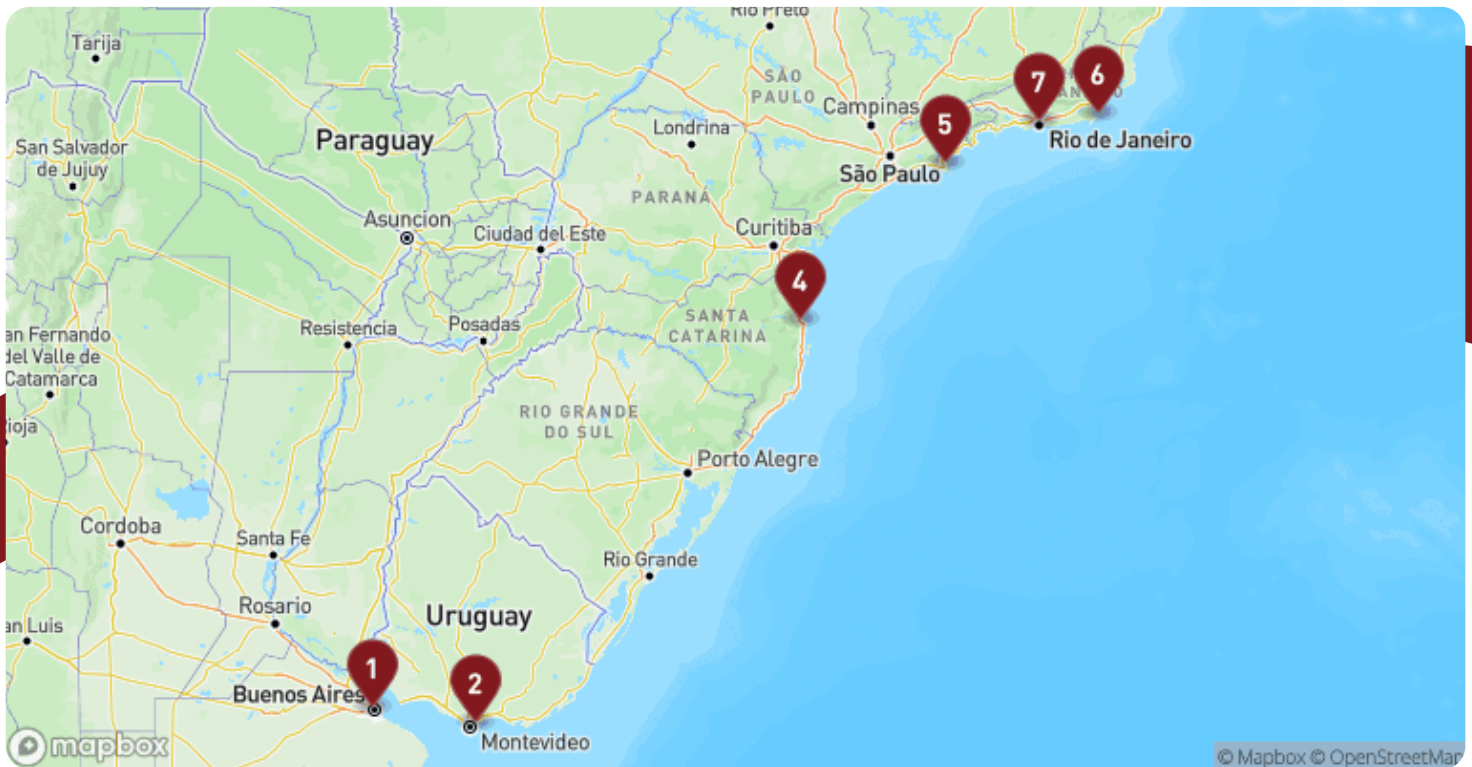 Rio Preto
Tarija
SÃO
PAULO
7
6
Campinas
5
Londrina
Rio de Janeiro
Paraguay
San Salvador
de Jujuy
São Paulo
PARANÁ
Asuncion
Ciudad del Este
Curitiba
4
SANTA
CATARINA
Resistencia
Posadas
an Fernando
del Valle de
Catamarca
ioja
RIO GRANDE
DO SUL
Porto Alegre
Cordoba
Santa Fe
Rio Grande
Rosario
Uruguay
an Luis
1
2
Buenos Aires
Montevideo
mapbox
© Mapbox © OpenStreetMap